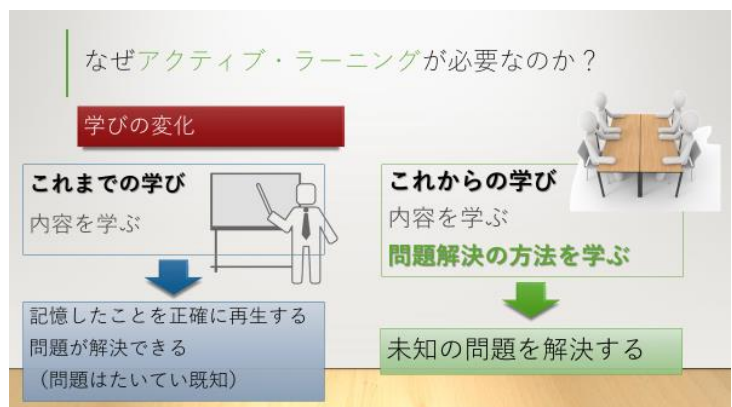 なぜアクティブ・ラーニングが必要なのか？
学びの変化
これまでの学び
内容を学ぶ
記憶したことを正確に再生する
問題が解決できる
（問題はたいてい既知）
これからの学び
内容を学ぶ
問題解決の方法を学ぶ
未知の問題を解決する